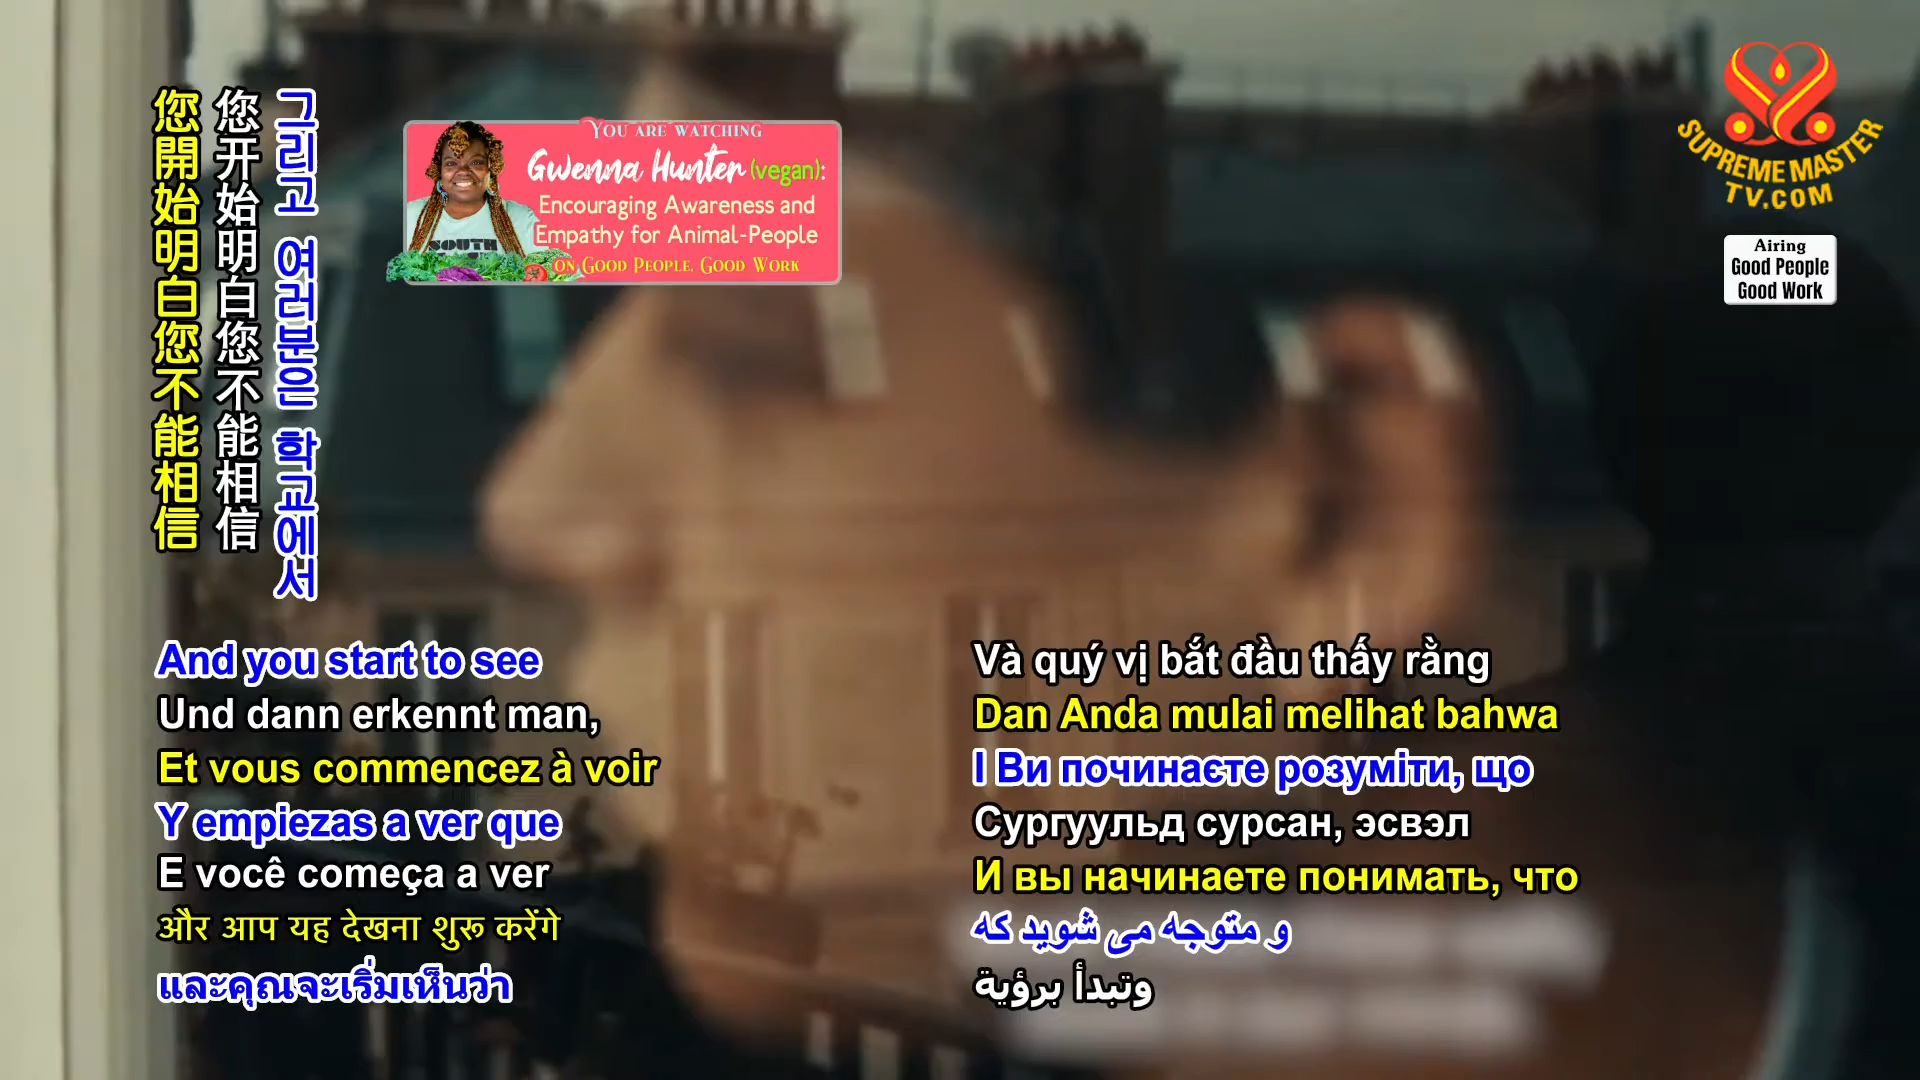 您開始明白您不能相信
您开始明白您不能相信
그리고 여러분은 학교에서
YOU ARE WATCHING
Gwenna Hunter (vegan):
Encouraging Awareness and
Empathy for Animal-People
ON GOOD PEOPLE, GOOD WORK
SOUTH
SUPREME MASTER
TV.COM
Airing
Good People
Good Work
And you start to see
Und dann erkennt man,
Et vous commencez à voir
Y empiezas a ver que
E você começa a ver
और आप यह देखना शुरू करेंगे
และคุณจะเริ่มเห็นว่า
Và quý vị bắt đầu thấy rằng
Dan Anda mulai melihat bahwa
І Ви починаєте розуміти, що
Сургуульд сурсан, эсвэл
И вы начинаете понимать, что
و متوجه می شوید که
وتبدأ برؤية